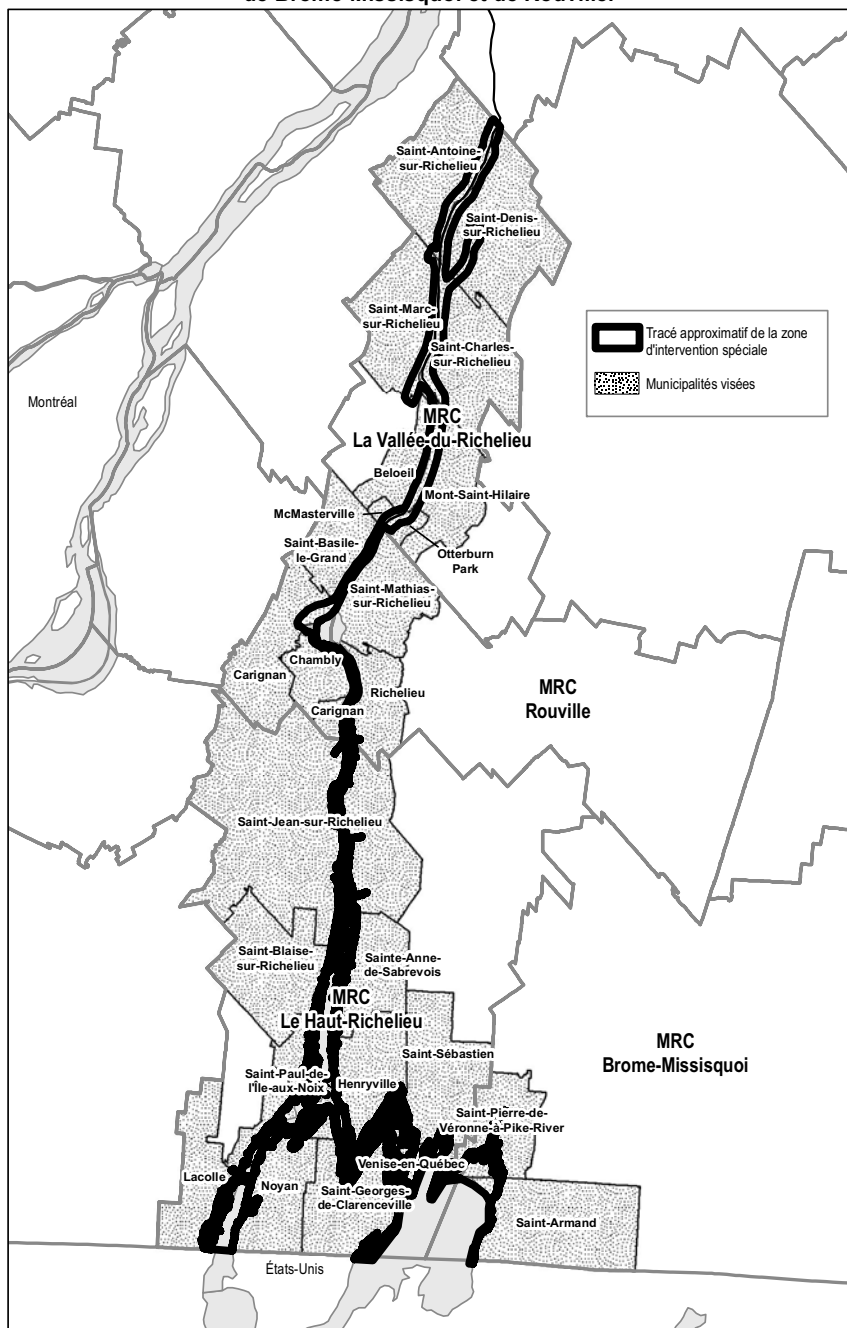 de Brome-Missisquoi et de Rouville.
Saint-Antoine-
sur-Richelieu
Saint-Denis-
sur-Richelieu
Saint-Marc-
sur-Richelieu
Saint-Charles-
sur-Richelieu
Tracé approximatif de la zone
d'intervention spéciale
Municipalités visées
Montréal
MRC
La Vallée-du-Richelieu
Beloeil
Mont-Saint-Hilaire
McMasterville
Otterburn
Park
Saint-Basile-
le-Grand
Saint-Mathias-
sur-Richelieu
Chambly
Carignan
Richelieu
Carignan
MRC
Rouville
Saint-Jean-sur-Richelieu
Saint-Blaise-
sur-Richelieu
Sainte-Anne-
de-Sabrevois
MRC
Le Haut-Richelieu
MRC
Brome-Missisquoi
Saint-Sébastien
Saint-Paul-de-
l'Île-aux-Noix
Henryville
Saint-Pierre-de-
Véronne-à-Pike-River
Venise-en-Québec
Lacolle
Noyan
Saint-Georges-
de-Clarenceville
Saint-Armand
États-Unis